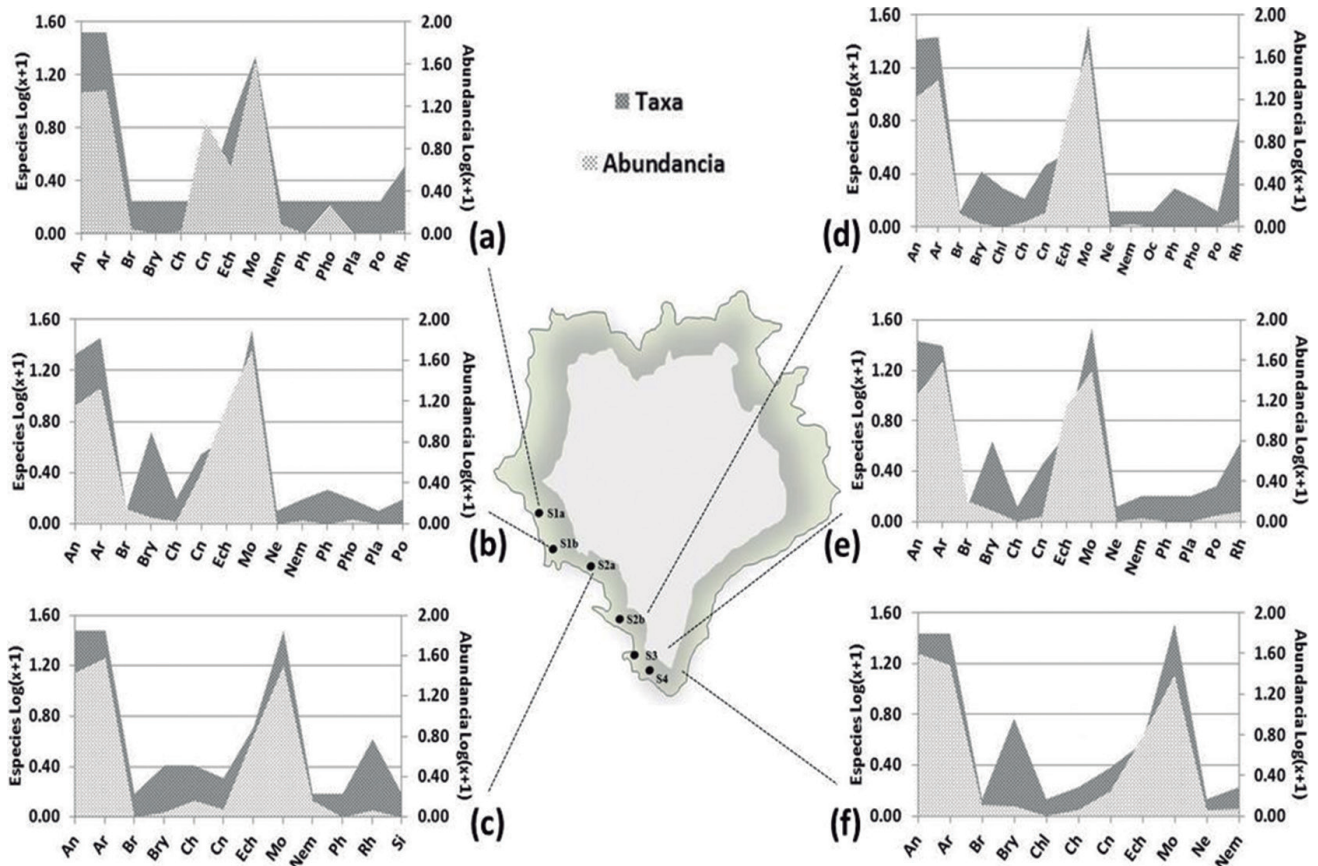 1.60 1.20 0.80 0.40 0.00
Especies Log(x+1)
2.00 1.60 1.20 0.80 0.40 0.00
Abundancia Log(x+1)
An Ar Br Bry Ch Cn Ech Mo Nem Ph Pho Pla Po Rh
(a)
Taxa
Abundancia
1.60 1.20 0.80 0.40 0.00
Especies Log(x+1)
2.00 1.60 1.20 0.80 0.40 0.00
Abundancia Log(x+1)
An Ar Br Bry Chl Ch Cn Ech Mo Ne Nem Oc Ph Pho Po Rh
(d)
1.60 1.20 0.80 0.40 0.00
Especies Log(x+1)
2.00 1.60 1.20 0.80 0.40 0.00
Abundancia Log(x+1)
An Ar Br Bry Ch Cn Ech Mo Ne Nem Ph Pho Pla Po
(b)
S1a
S1b
S2a
S2b
S3
S4
1.60 1.20 0.80 0.40 0.00
Especies Log(x+1)
2.00 1.60 1.20 0.80 0.40 0.00
Abundancia Log(x+1)
An Ar Br Bry Ch Cn Ech Mo Ne Nem Ph Pla Po Rh
(e)
1.60 1.20 0.80 0.40 0.00
Especies Log(x+1)
2.00 1.60 1.20 0.80 0.40 0.00
Abundancia Log(x+1)
An Ar Br Bry Ch Cn Ech Mo Nem Ph Rh Si
(c)
1.60 1.20 0.80 0.40 0.00
Especies Log(x+1)
2.00 1.60 1.20 0.80 0.40 0.00
Abundancia Log(x+1)
An Ar Br Bry Chl Ch Cn Ech Mo Ne Nem
(f)